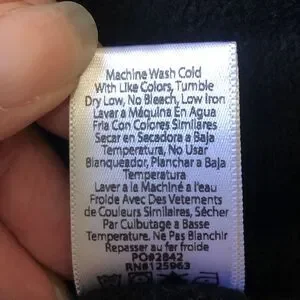 Machine Wash Cold
With Like Colors, Tumble
Dry Low, No Bleach, Low Iron
Lavar a Máquina En Agua
Fria Con Colores Similares
Secar en Secadora a Baja
Temperatura, No Usar
Blanqueador, Planchar a Baja
Temperatura
Laver a la Machiné a l'eau
Froide Avec Des Vetements
de Couleurs Similaires, Sécher
Par Culbutage a Basse
Temperature. Ne Pas Blanchir
Repasser au fer froide
PO#2842
RN#125963